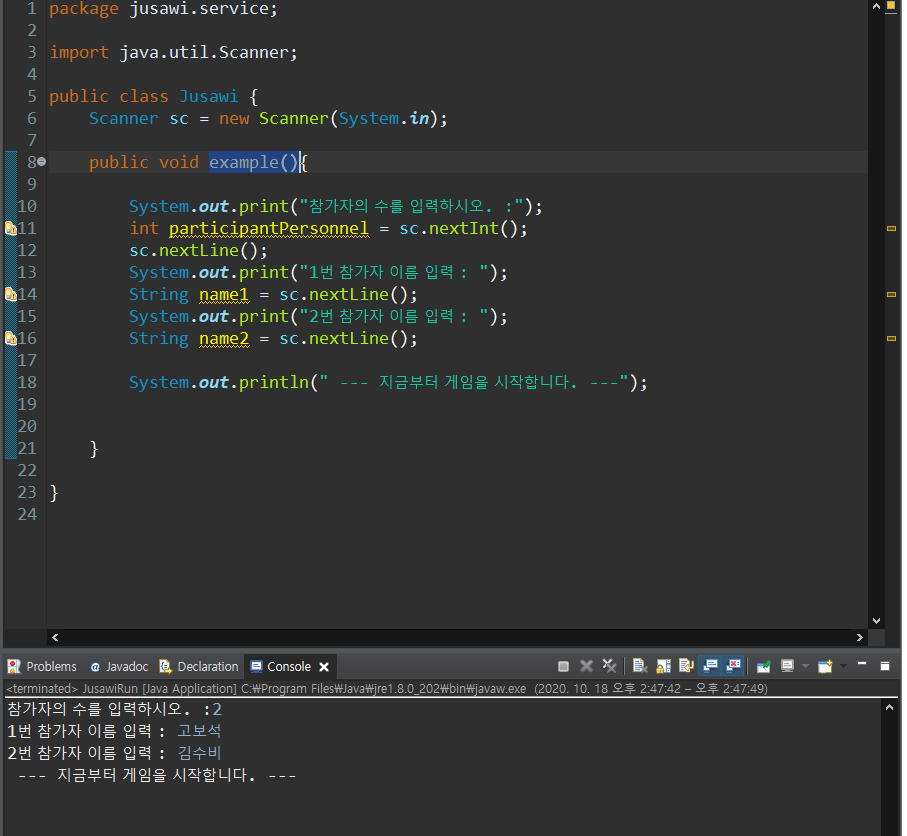 1 package jusawi.service;
2
3 import java.util.Scanner;
4
5 public class Jusawi {
6     Scanner sc = new Scanner(System.in);
7
8     public void example(){
9
10         System.out.print("참가자의 수를 입력하시오. :");
11         int participantPersonnel = sc.nextInt();
12         sc.nextLine();
13         System.out.print("1번 참가자 이름 입력 : ");
14         String name1 = sc.nextLine();
15         System.out.print("2번 참가자 이름 입력 : ");
16         String name2 = sc.nextLine();
17
18         System.out.println(" --- 지금부터 게임을 시작합니다. ---");
19
20
21     }
22
23 }
24
Problems @ Javadoc Declaration Console
<terminated> JusawiRun [Java Application] C:₩Program Files₩Java₩jre1.8.0_202₩bin₩javaw.exe (2020. 10. 18 오후 2:47:42 – 오후 2:47:49)
참가자의 수를 입력하시오. :2
1번 참가자 이름 입력 : 고보석
2번 참가자 이름 입력 : 김수비
 --- 지금부터 게임을 시작합니다. ---